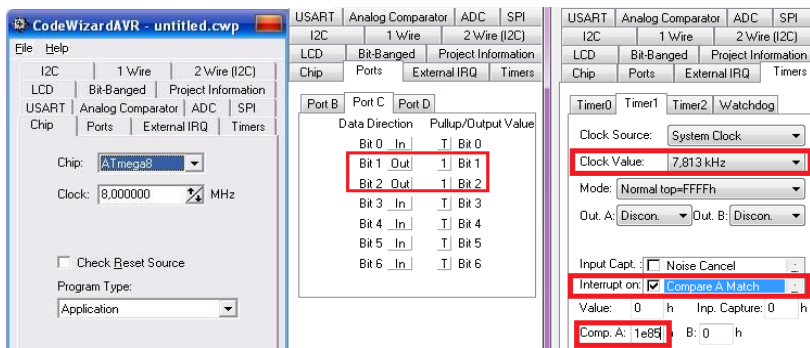 CodeWizardAVR - untitled.cwp
File Help
I2C 1 Wire 2 Wire (I2C)
LCD Bit-Banged Project Information
USART Analog Comparator ADC SPI
Chip Ports External IRQ Timers
Chip: ATmega8
Clock: 8,000000 MHz
Check Reset Source
Program Type:
Application
USART Analog Comparator ADC SPI
I2C 1 Wire 2 Wire (I2C)
LCD Bit-Banged Project Information
Chip Ports External IRQ Timers
Port B Port C Port D
Data Direction Pullup/Output Value
Bit 0 In T Bit 0
Bit 1 Out 1 Bit 1
Bit 2 Out 1 Bit 2
Bit 3 In T Bit 3
Bit 4 In T Bit 4
Bit 5 In T Bit 5
Bit 6 In T Bit 6
USART Analog Comparator ADC SPI
I2C 1 Wire 2 Wire (I2C)
LCD Bit-Banged Project Information
Chip Ports External IRQ Timers
Timer0 Timer1 Timer2 Watchdog
Clock Source: System Clock
Clock Value: 7,813 kHz
Mode: Normal top=FFFFh
Out. A: Discon. Out. B: Discon.
Input Capt. : Noise Cancel
Interrupt on: Compare A Match
Value: 0 h Inp. Capture: 0 h
Comp. A: 1e85 h B: 0 h